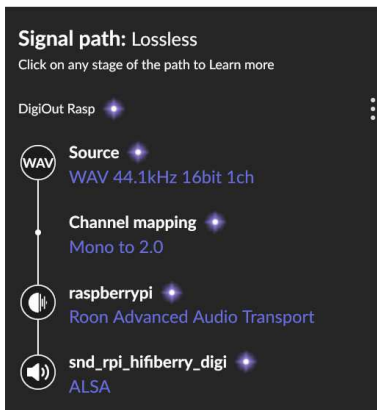 Signal path: Lossless
Click on any stage of the path to Learn more
DigiOut Rasp
WAV
Source
WAV 44.1kHz 16bit 1ch
Channel mapping
Mono to 2.0
raspberrypi
Roon Advanced Audio Transport
snd_rpi_hifiberry_digi
ALSA